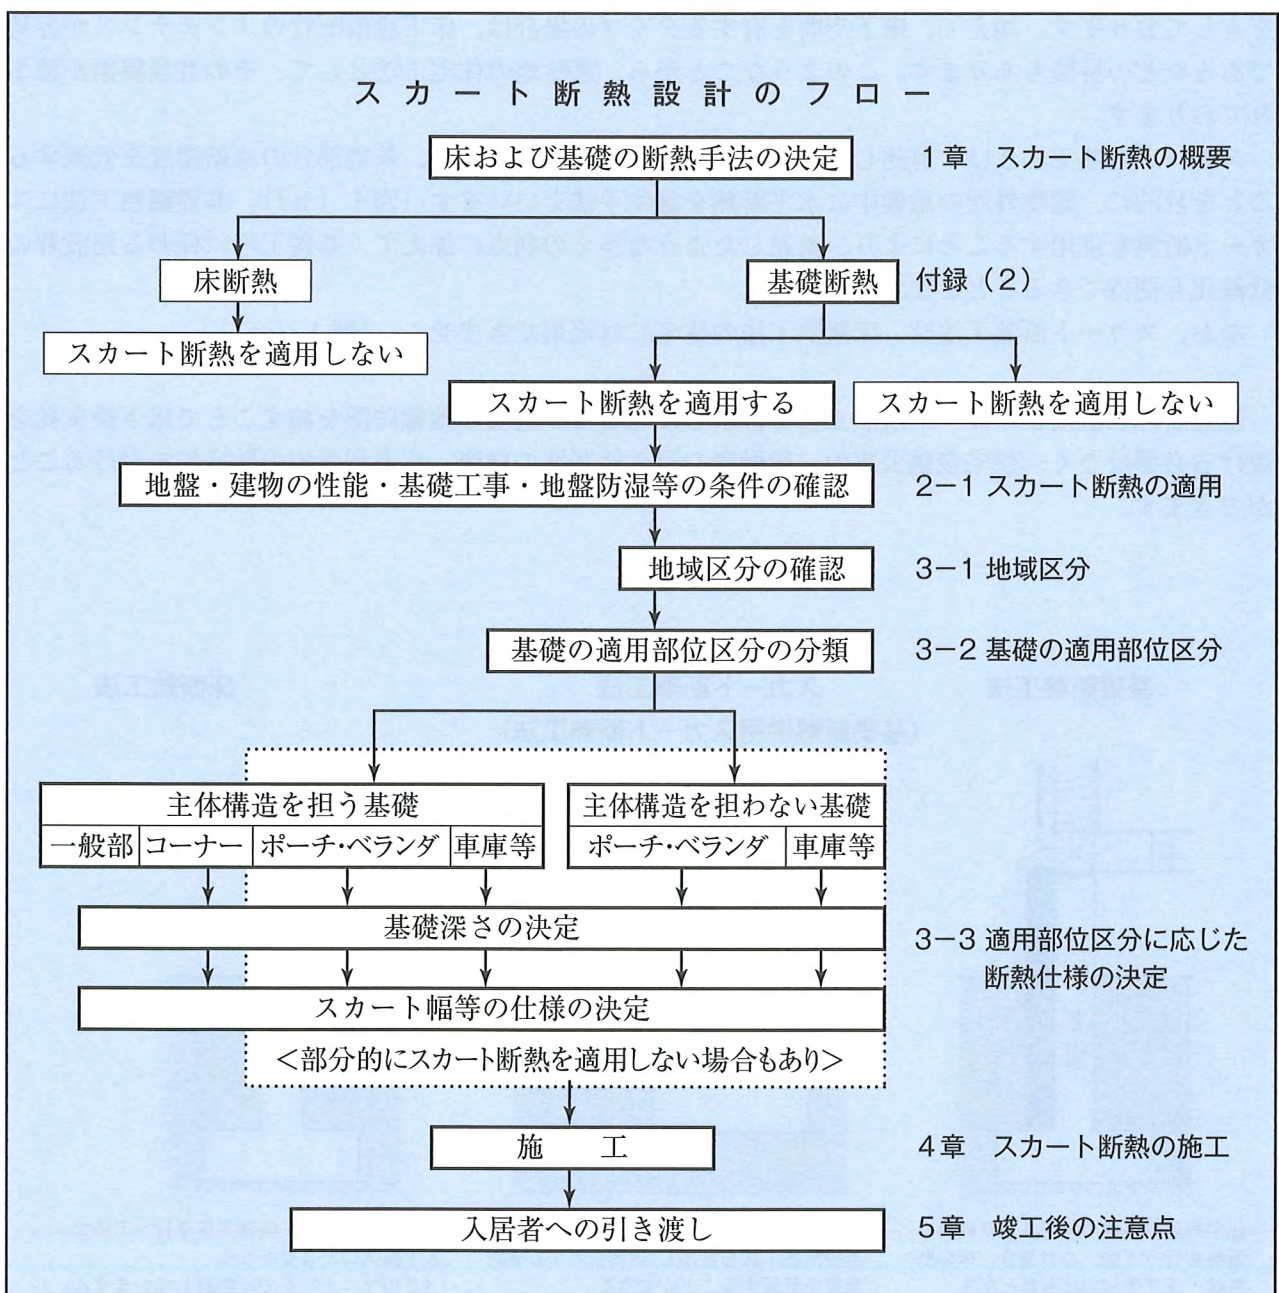 スカート断熱設計のフロー
床および基礎の断熱手法の決定
1章 スカート断熱の概要
床断熱
基礎断熱
付録(2)
スカート断熱を適用しない
スカート断熱を適用する
スカート断熱を適用しない
地盤・建物の性能・基礎工事・地盤防湿等の条件の確認
2-1 スカート断熱の適用
地域区分の確認
3-1 地域区分
基礎の適用部位区分の分類
3-2 基礎の適用部位区分
主体構造を担う基礎
主体構造を担わない基礎
一般部
コーナー
ポーチ・ベランダ
車庫等
ポーチ・ベランダ
車庫等
基礎深さの決定
3-3 適用部位区分に応じた
断熱仕様の決定
スカート幅等の仕様の決定
<部分的にスカート断熱を適用しない場合もあり>
施 工
4章 スカート断熱の施工
入居者への引き渡し
5章 竣工後の注意点